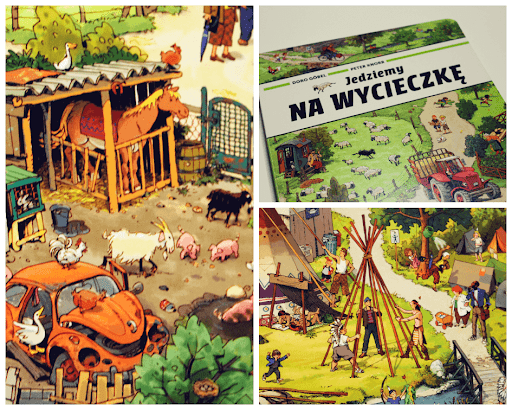 DORO GÖBEL PETER KNORR
Jedziemy
NA WYCIECZKĘ